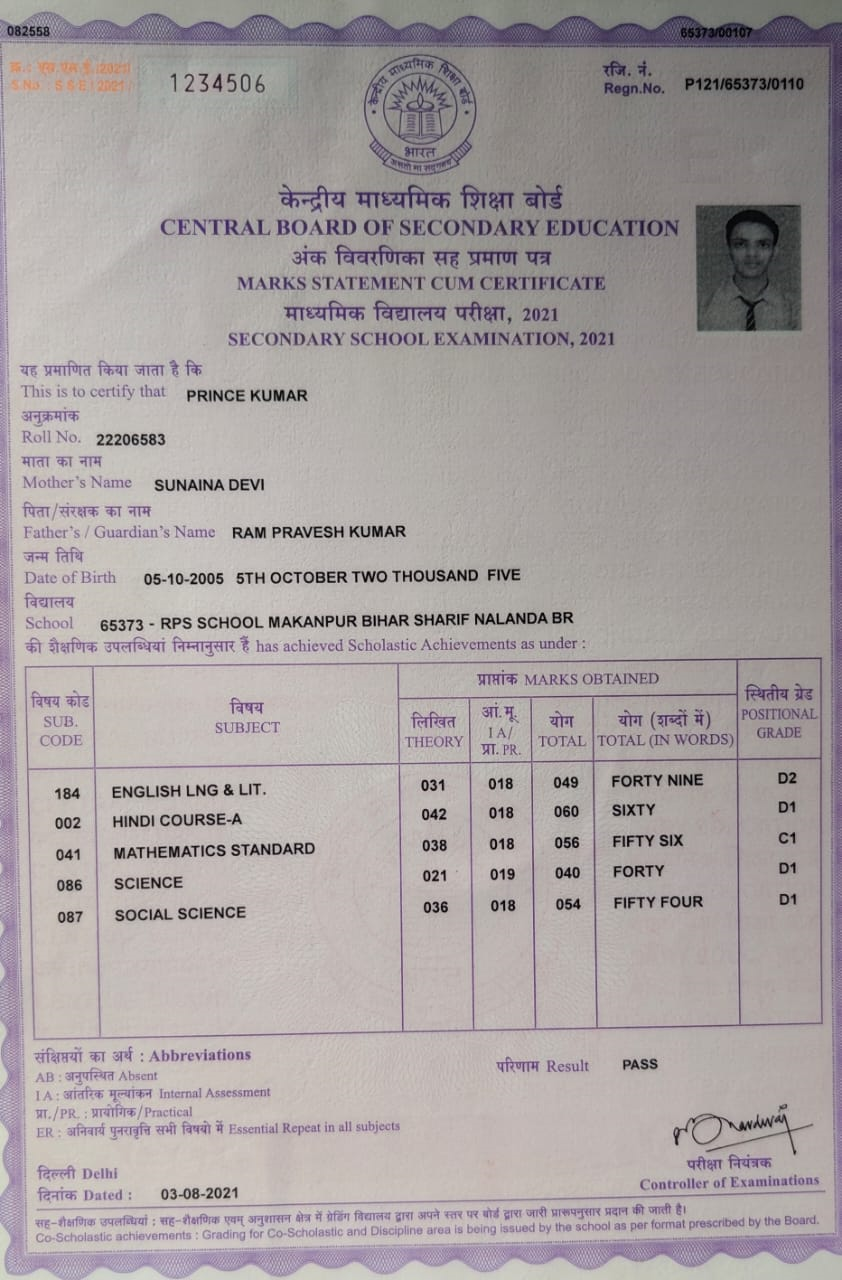 082558
65373/00107
क्र.: एस.एस.ई./2021/
S.No. : S S E / 2021 /
1234506
रजि. नं.
Regn.No. P121/65373/0110
केन्द्रीय माध्यमिक शिक्षा बोर्ड
भारत
असतो मा सद्गमय
केन्द्रीय माध्यमिक शिक्षा बोर्ड
CENTRAL BOARD OF SECONDARY EDUCATION
अंक विवरणिका सह प्रमाण पत्र
MARKS STATEMENT CUM CERTIFICATE
माध्यमिक विद्यालय परीक्षा, 2021
SECONDARY SCHOOL EXAMINATION, 2021
यह प्रमाणित किया जाता है कि
This is to certify that PRINCE KUMAR
अनुक्रमांक
Roll No. 22206583
माता का नाम
Mother's Name SUNAINA DEVI
पिता/संरक्षक का नाम
Father's / Guardian's Name RAM PRAVESH KUMAR
जन्म तिथि
Date of Birth 05-10-2005 5TH OCTOBER TWO THOUSAND FIVE
विद्यालय
School 65373 - RPS SCHOOL MAKANPUR BIHAR SHARIF NALANDA BR
की शैक्षणिक उपलब्धियां निम्नानुसार हैं has achieved Scholastic Achievements as under :
विषय कोड
SUB.
CODE
विषय
SUBJECT
प्राप्तांक MARKS OBTAINED
लिखित
THEORY
आं.मू.
I A/
प्रा. PR.
योग
TOTAL
योग (शब्दों में)
TOTAL (IN WORDS)
स्थितीय ग्रेड
POSITIONAL
GRADE
184 ENGLISH LNG & LIT. 031 018 049 FORTY NINE D2
002 HINDI COURSE-A 042 018 060 SIXTY D1
041 MATHEMATICS STANDARD 038 018 056 FIFTY SIX C1
086 SCIENCE 021 019 040 FORTY D1
087 SOCIAL SCIENCE 036 018 054 FIFTY FOUR D1
संक्षिप्तियों का अर्थ : Abbreviations
AB : अनुपस्थित Absent
I A : आंतरिक मूल्यांकन Internal Assessment
प्रा./PR. : प्रायोगिक/Practical
ER : अनिवार्य पुनरावृत्ति सभी विषयो में Essential Repeat in all subjects
परिणाम Result PASS
परीक्षा नियंत्रक
Controller of Examinations
दिल्ली Delhi
दिनांक Dated : 03-08-2021
सह-शैक्षणिक उपलब्धियां : सह-शैक्षणिक एवम् अनुशासन क्षेत्र में ग्रेडिंग विद्यालय द्वारा अपने स्तर पर बोर्ड द्वारा जारी प्रारूपनुसार प्रदान की जाती है।
Co-Scholastic achievements : Grading for Co-Scholastic and Discipline area is being issued by the school as per format prescribed by the Board.